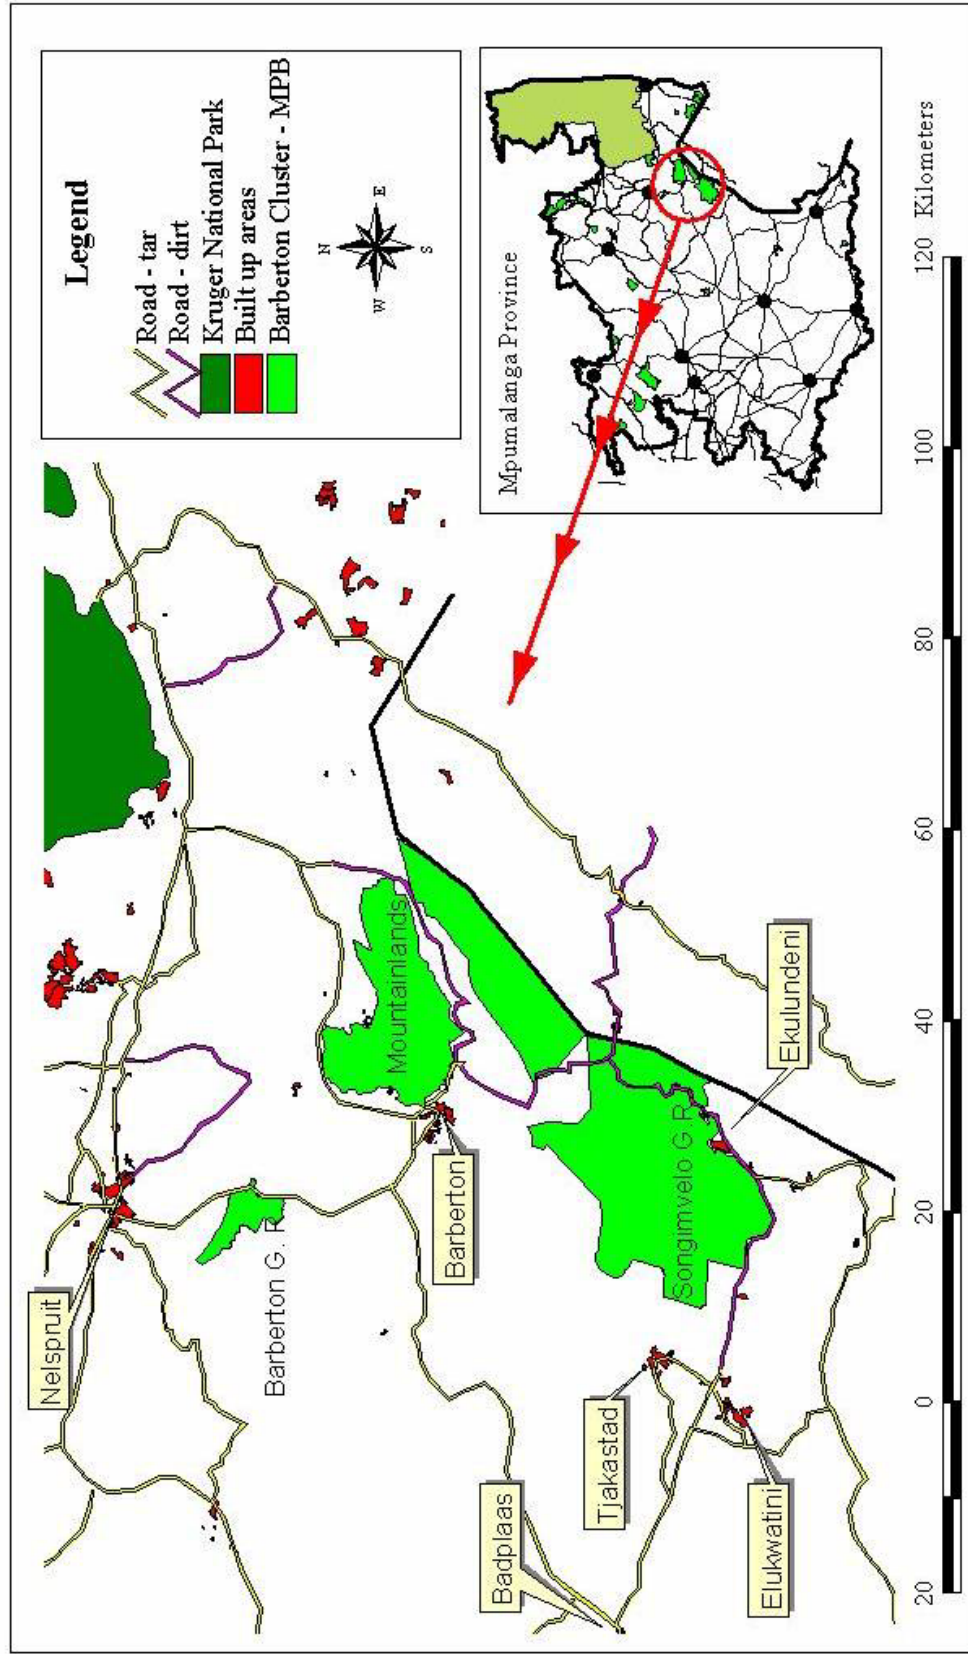 Legend
Road - tar
Road - dirt
Kruger National Park
Built up areas
Barberton Cluster - MPB
N
W
E
S
Mpumalanga Province
Nelspruit
Barberton G. R
Mountainlands
Barberton
Badplaas
Tjakastad
Songimvelo G.R
Ekulundeni
Elukwatini
20 0 20 40 60 80 100 120 Kilometers